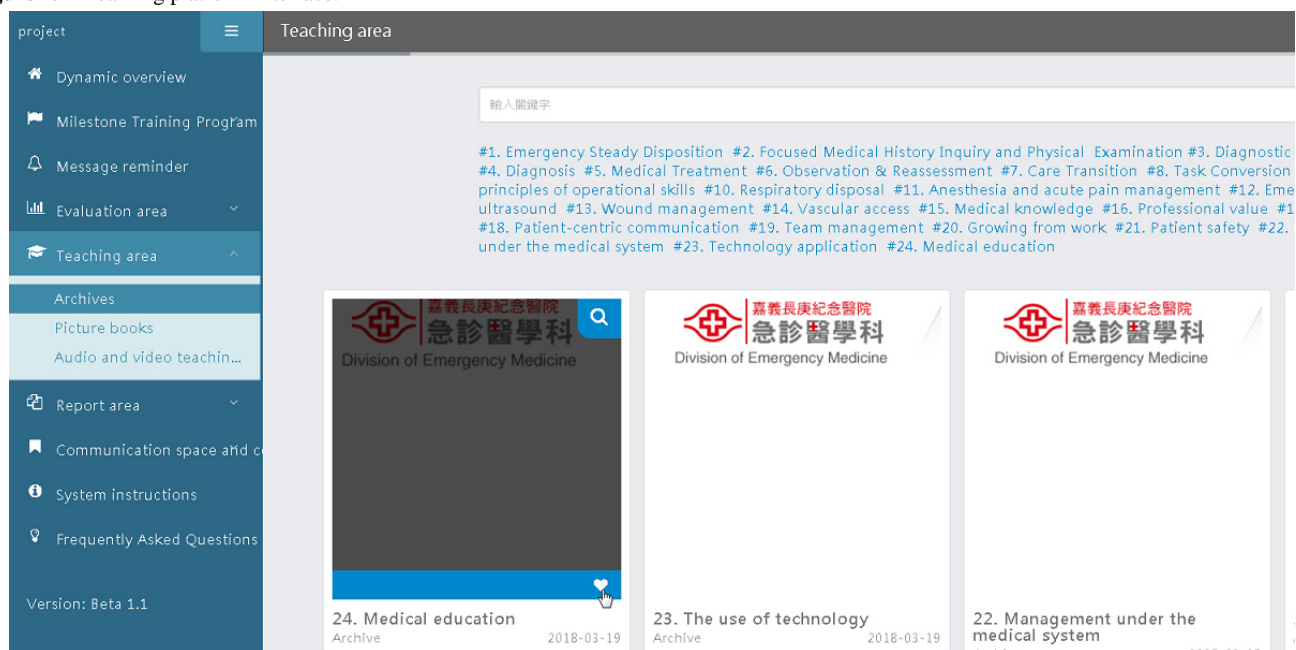 project
Teaching area
Dynamic overview
Milestone Training Program
Message reminder
Evaluation area
Teaching area
Archives
Picture books
Audio and video teachin...
Report area
Communication space and c
System instructions
Frequently Asked Questions
Version: Beta 1.1
輸入關鍵字
#1. Emergency Steady Disposition #2. Focused Medical History Inquiry and Physical Examination #3. Diagnostic
#4. Diagnosis #5. Medical Treatment #6. Observation & Reassessment #7. Care Transition #8. Task Conversion
principles of operational skills #10. Respiratory disposal #11. Anesthesia and acute pain management #12. Eme
ultrasound #13. Wound management #14. Vascular access #15. Medical knowledge #16. Professional value #1
#18. Patient-centric communication #19. Team management #20. Growing from work #21. Patient safety #22.
under the medical system #23. Technology application #24. Medical education
嘉義長庚紀念醫院
急診醫學科
Division of Emergency Medicine
24. Medical education
Archive 2018-03-19
嘉義長庚紀念醫院
急診醫學科
Division of Emergency Medicine
23. The use of technology
Archive 2018-03-19
嘉義長庚紀念醫院
急診醫學科
Division of Emergency Medicine
22. Management under the
medical system